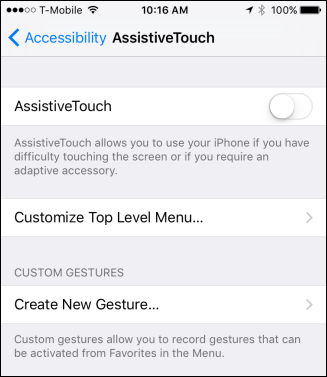 T-Mobile 10:16 AM 100%
Accessibility AssistiveTouch
AssistiveTouch
AssistiveTouch allows you to use your iPhone if you have
difficulty touching the screen or if you require an
adaptive accessory.
Customize Top Level Menu...
CUSTOM GESTURES
Create New Gesture...
Custom gestures allow you to record gestures that can
be activated from Favorites in the Menu.